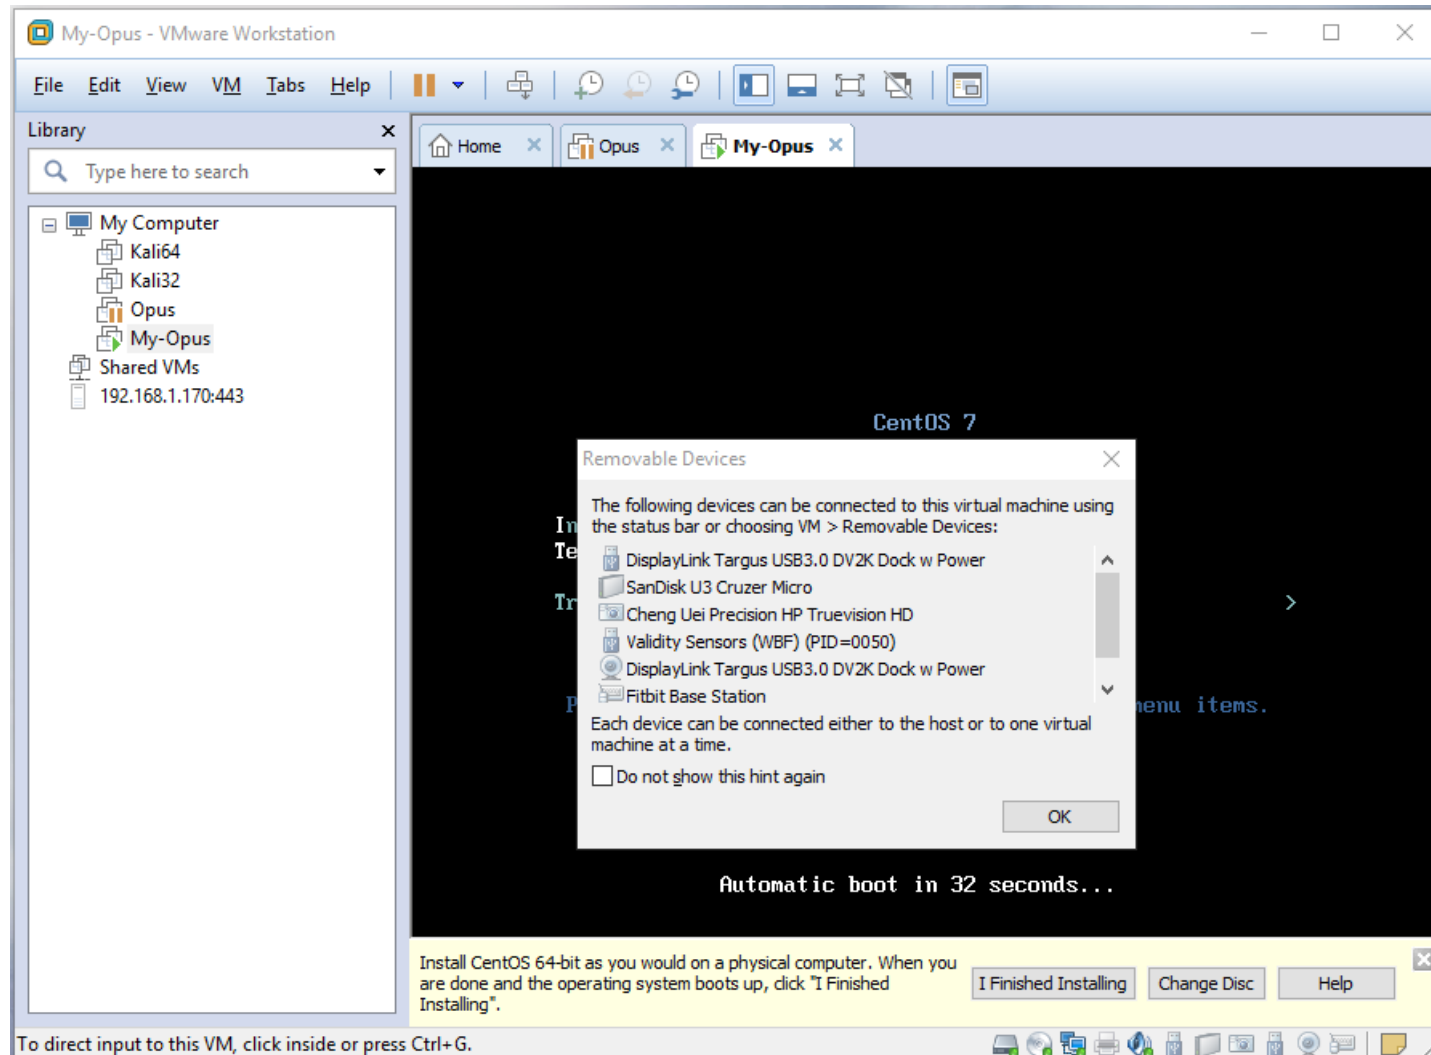 My-Opus - VMware Workstation
File Edit View VM Tabs Help
Library
Type here to search
My Computer
Kali64
Kali32
Opus
My-Opus
Shared VMs
192.168.1.170:443
Home Opus My-Opus
CentOS 7
In
Te
Tr >
P menu items.
Removable Devices
The following devices can be connected to this virtual machine using
the status bar or choosing VM > Removable Devices:
DisplayLink Targus USB3.0 DV2K Dock w Power
SanDisk U3 Cruzer Micro
Cheng Uei Precision HP Truevision HD
Validity Sensors (WBF) (PID=0050)
DisplayLink Targus USB3.0 DV2K Dock w Power
Fitbit Base Station
Each device can be connected either to the host or to one virtual
machine at a time.
Do not show this hint again
OK
Automatic boot in 32 seconds...
Install CentOS 64-bit as you would on a physical computer. When you
are done and the operating system boots up, click "I Finished
Installing".
I Finished Installing Change Disc Help
To direct input to this VM, click inside or press Ctrl+G.